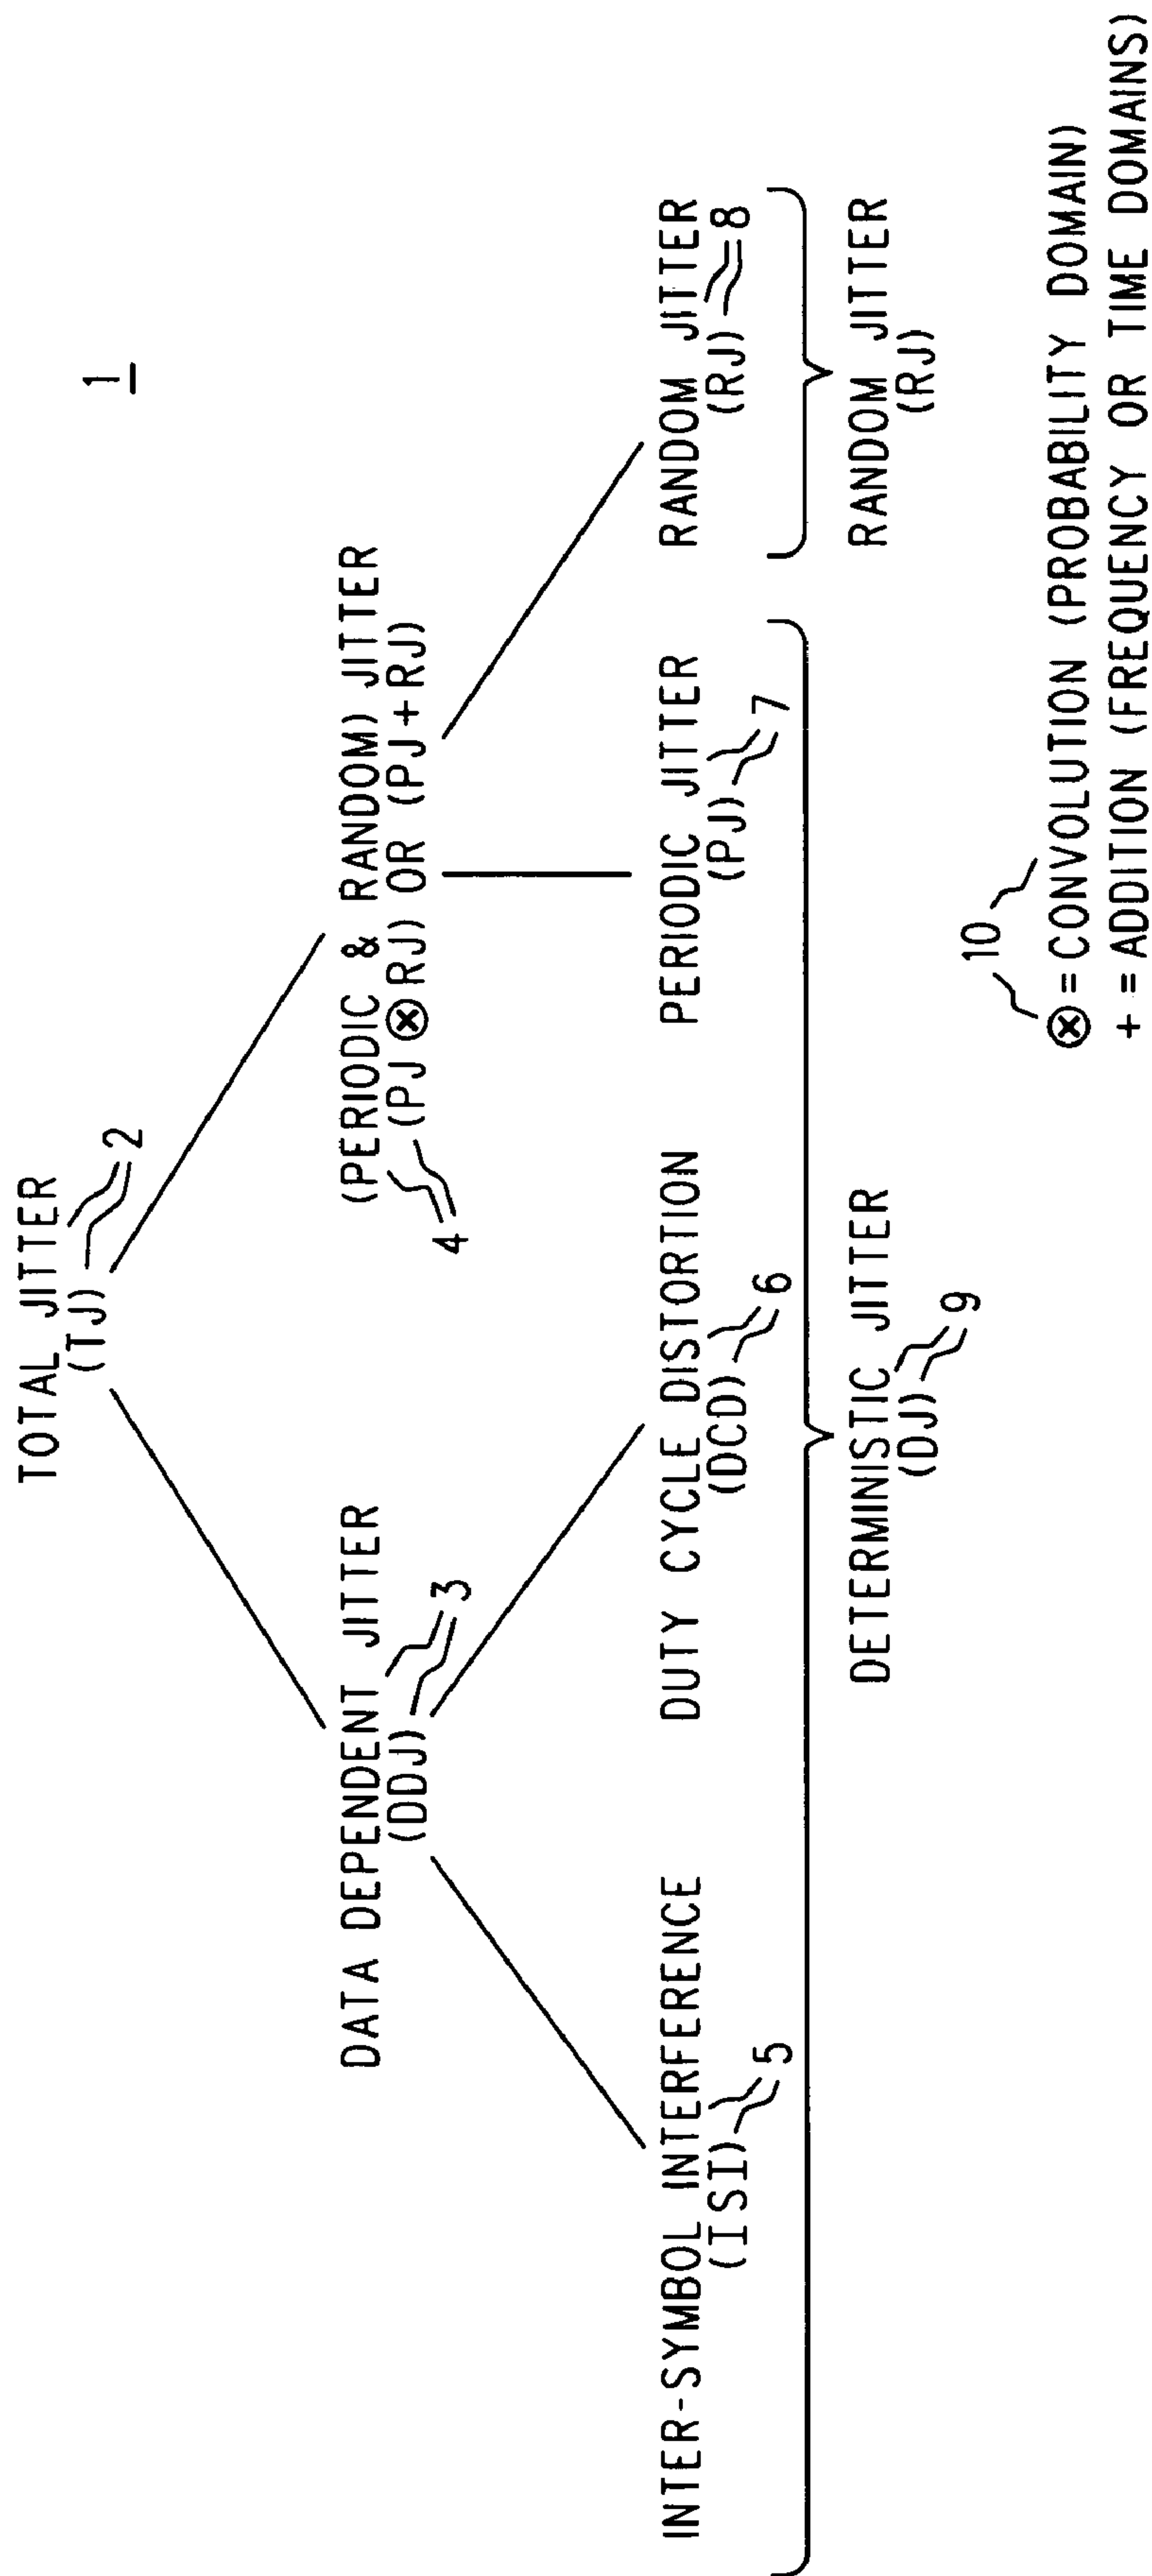 1
TOTAL JITTER
(TJ) 2
DATA DEPENDENT JITTER
(DDJ) 3
(PERIODIC & RANDOM) JITTER
(PJ ⊗ RJ) OR (PJ + RJ)
4
INTER-SYMBOL INTERFERENCE
(ISI) 5
DUTY CYCLE DISTORTION
(DCD) 6
PERIODIC JITTER
(PJ) 7
RANDOM JITTER
(RJ) 8
DETERMINISTIC JITTER
(DJ) 9
RANDOM JITTER
(RJ)
10
⊗ = CONVOLUTION (PROBABILITY DOMAIN)
+ = ADDITION (FREQUENCY OR TIME DOMAINS)